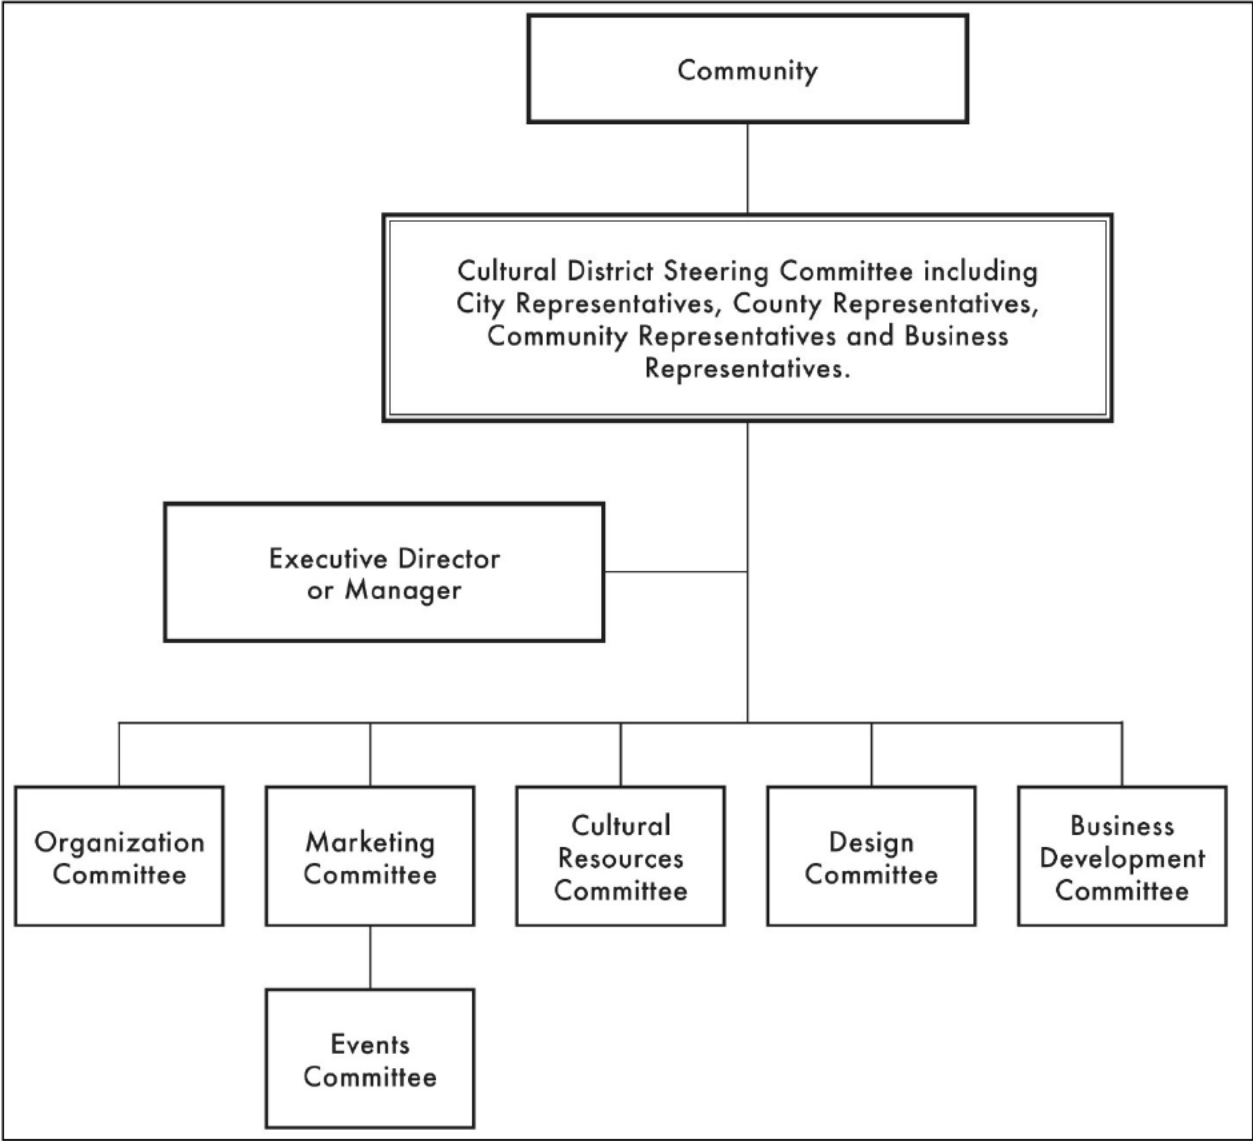 Community
Cultural District Steering Committee including
City Representatives, County Representatives,
Community Representatives and Business
Representatives.
Executive Director
or Manager
Organization
Committee
Marketing
Committee
Cultural
Resources
Committee
Design
Committee
Business
Development
Committee
Events
Committee